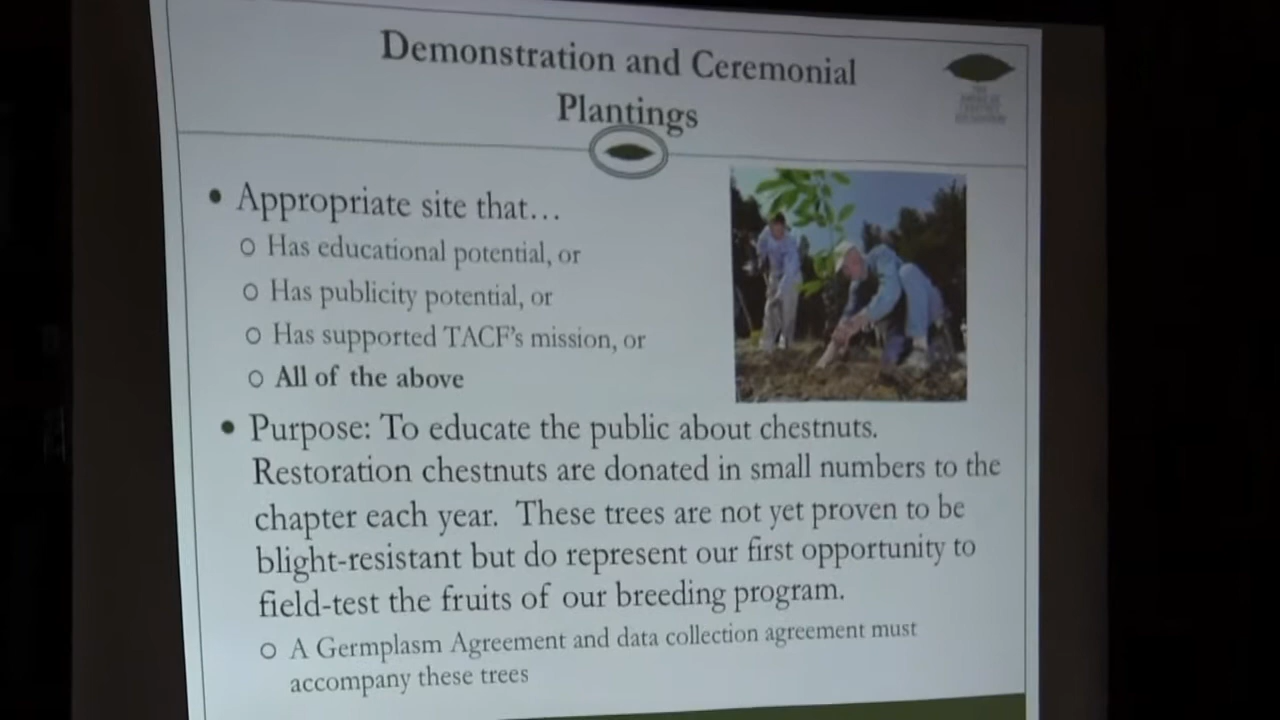 Demonstration and Ceremonial
Plantings
THE
AMERICAN
CHESTNUT
FOUNDATION
• Appropriate site that...
o Has educational potential, or
o Has publicity potential, or
o Has supported TACF's mission, or
o All of the above
• Purpose: To educate the public about chestnuts.
Restoration chestnuts are donated in small numbers to the
chapter each year. These trees are not yet proven to be
blight-resistant but do represent our first opportunity to
field-test the fruits of our breeding program.
o A Germplasm Agreement and data collection agreement must
accompany these trees